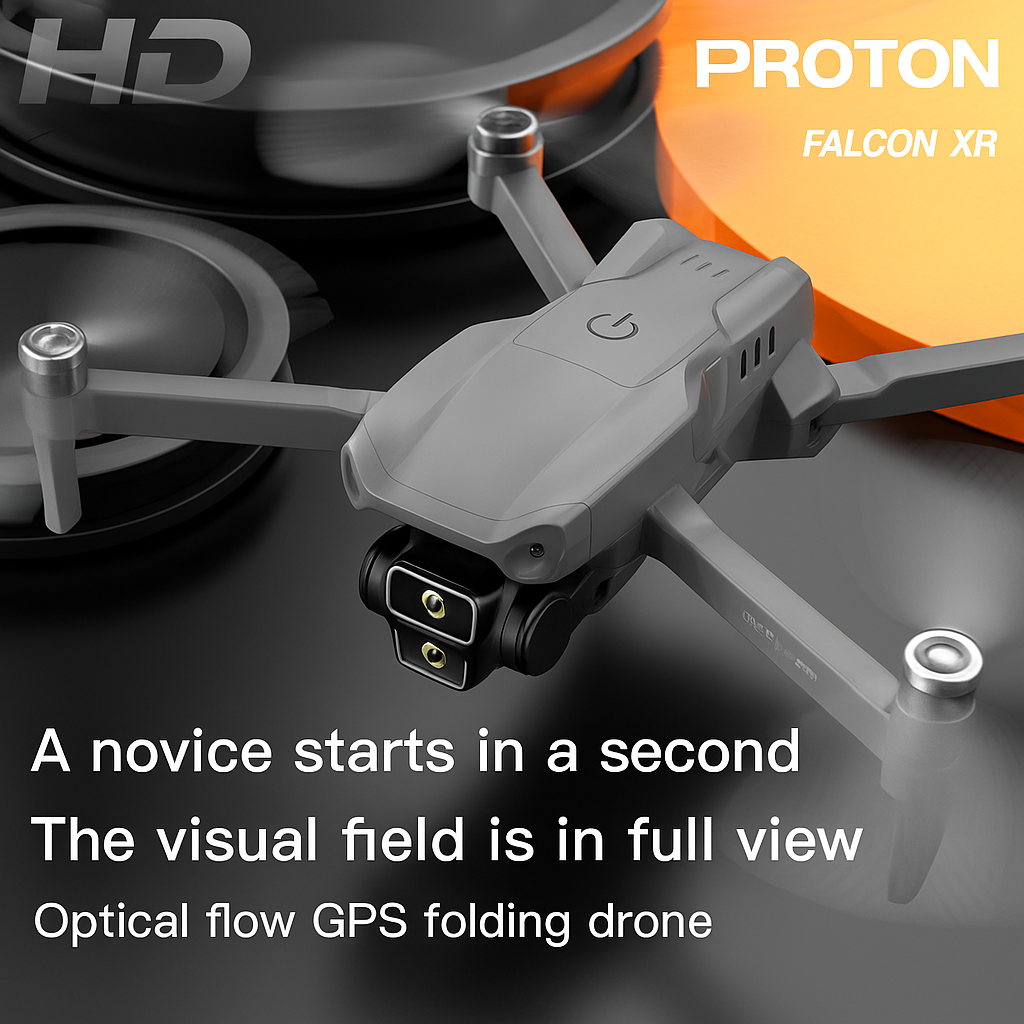 HD
PROTON
FALCON XR
A novice starts in a second
The visual field is in full view
Optical flow GPS folding drone